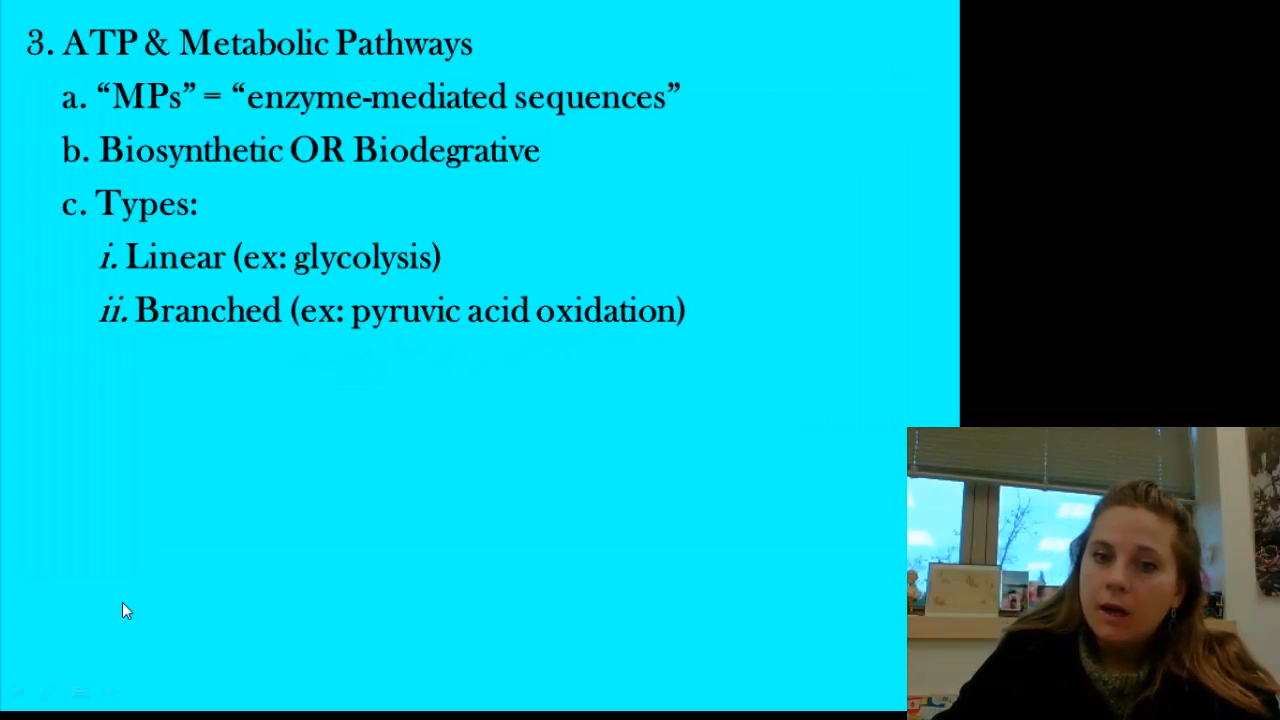 3. ATP & Metabolic Pathways
a. “MPs” = “enzyme-mediated sequences”
b. Biosynthetic OR Biodegrative
c. Types:
i. Linear (ex: glycolysis)
ii. Branched (ex: pyruvic acid oxidation)